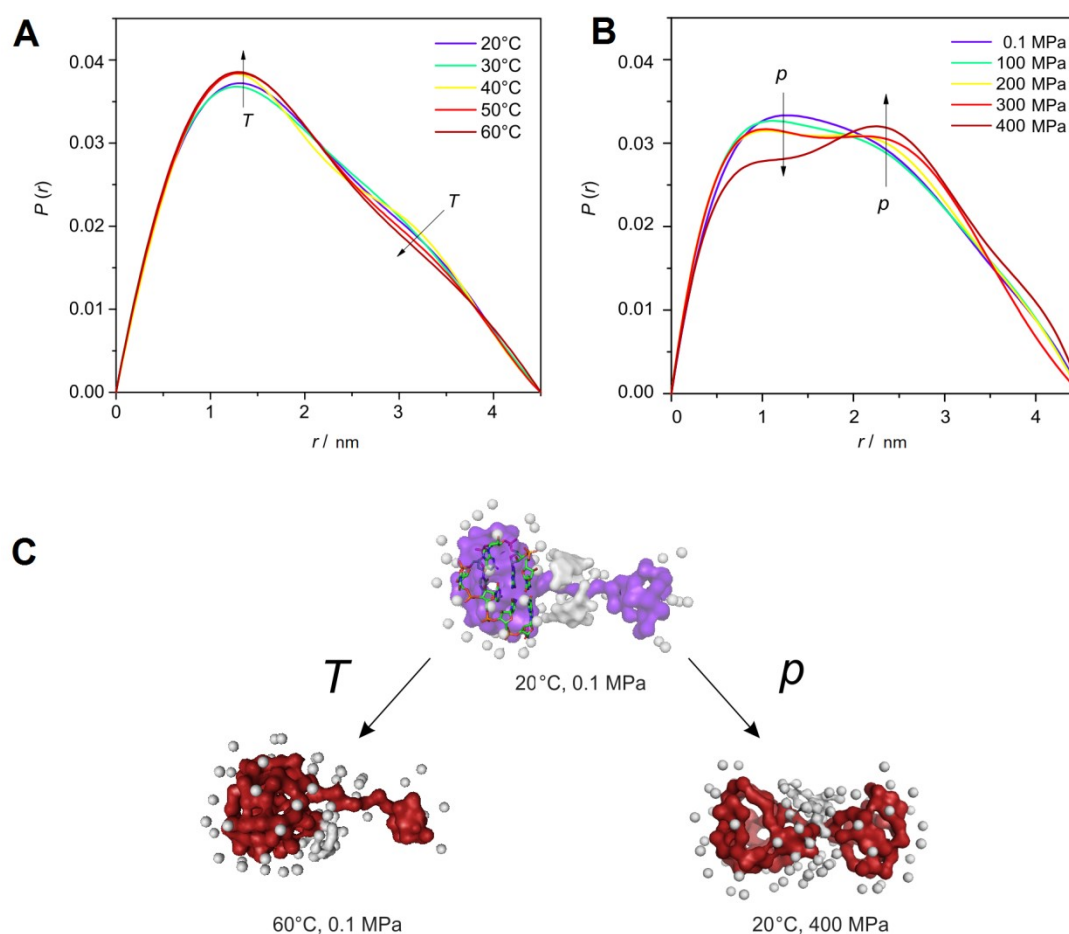 A
B
20°C
30°C
40°C
50°C
60°C
T
T
P (r)
0.04
0.03
0.02
0.01
0.00
0
1
2
3
4
r / nm
0.1 MPa
100 MPa
200 MPa
300 MPa
400 MPa
p
p
P (r)
0.04
0.03
0.02
0.01
0.00
0
1
2
3
4
r / nm
C
20°C, 0.1 MPa
T
p
60°C, 0.1 MPa
20°C, 400 MPa